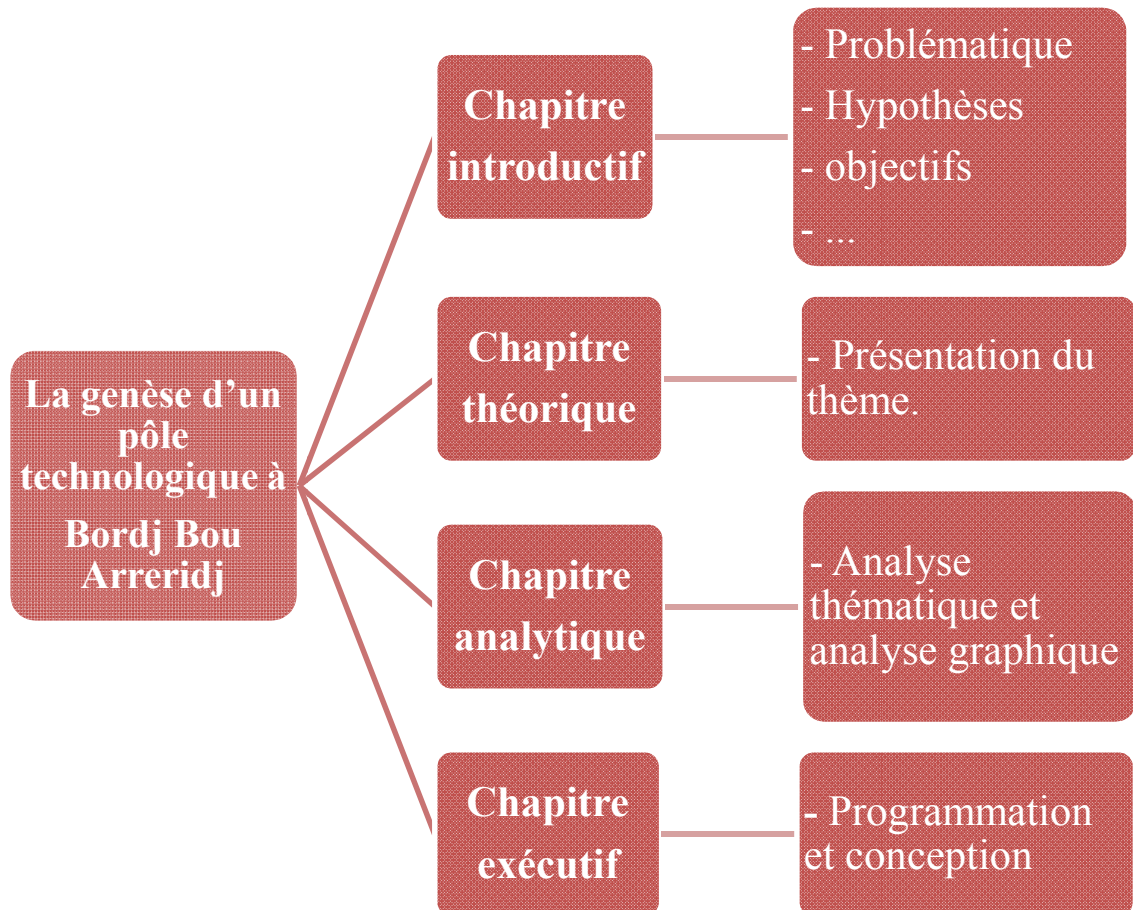 La genèse d’un
pôle
technologique à
Bordj Bou
Arreridj
Chapitre
introductif
- Problématique
- Hypothèses
- objectifs
- ...
Chapitre
théorique
- Présentation du
thème.
Chapitre
analytique
- Analyse
thématique et
analyse graphique
Chapitre
exécutif
- Programmation
et conception